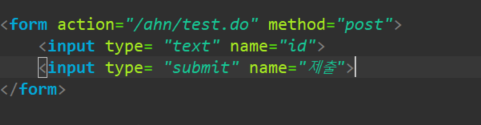 <form action="/ahn/test.do" method="post">
<input type= "text" name="id">
<input type= "submit" name="제출">
</form>